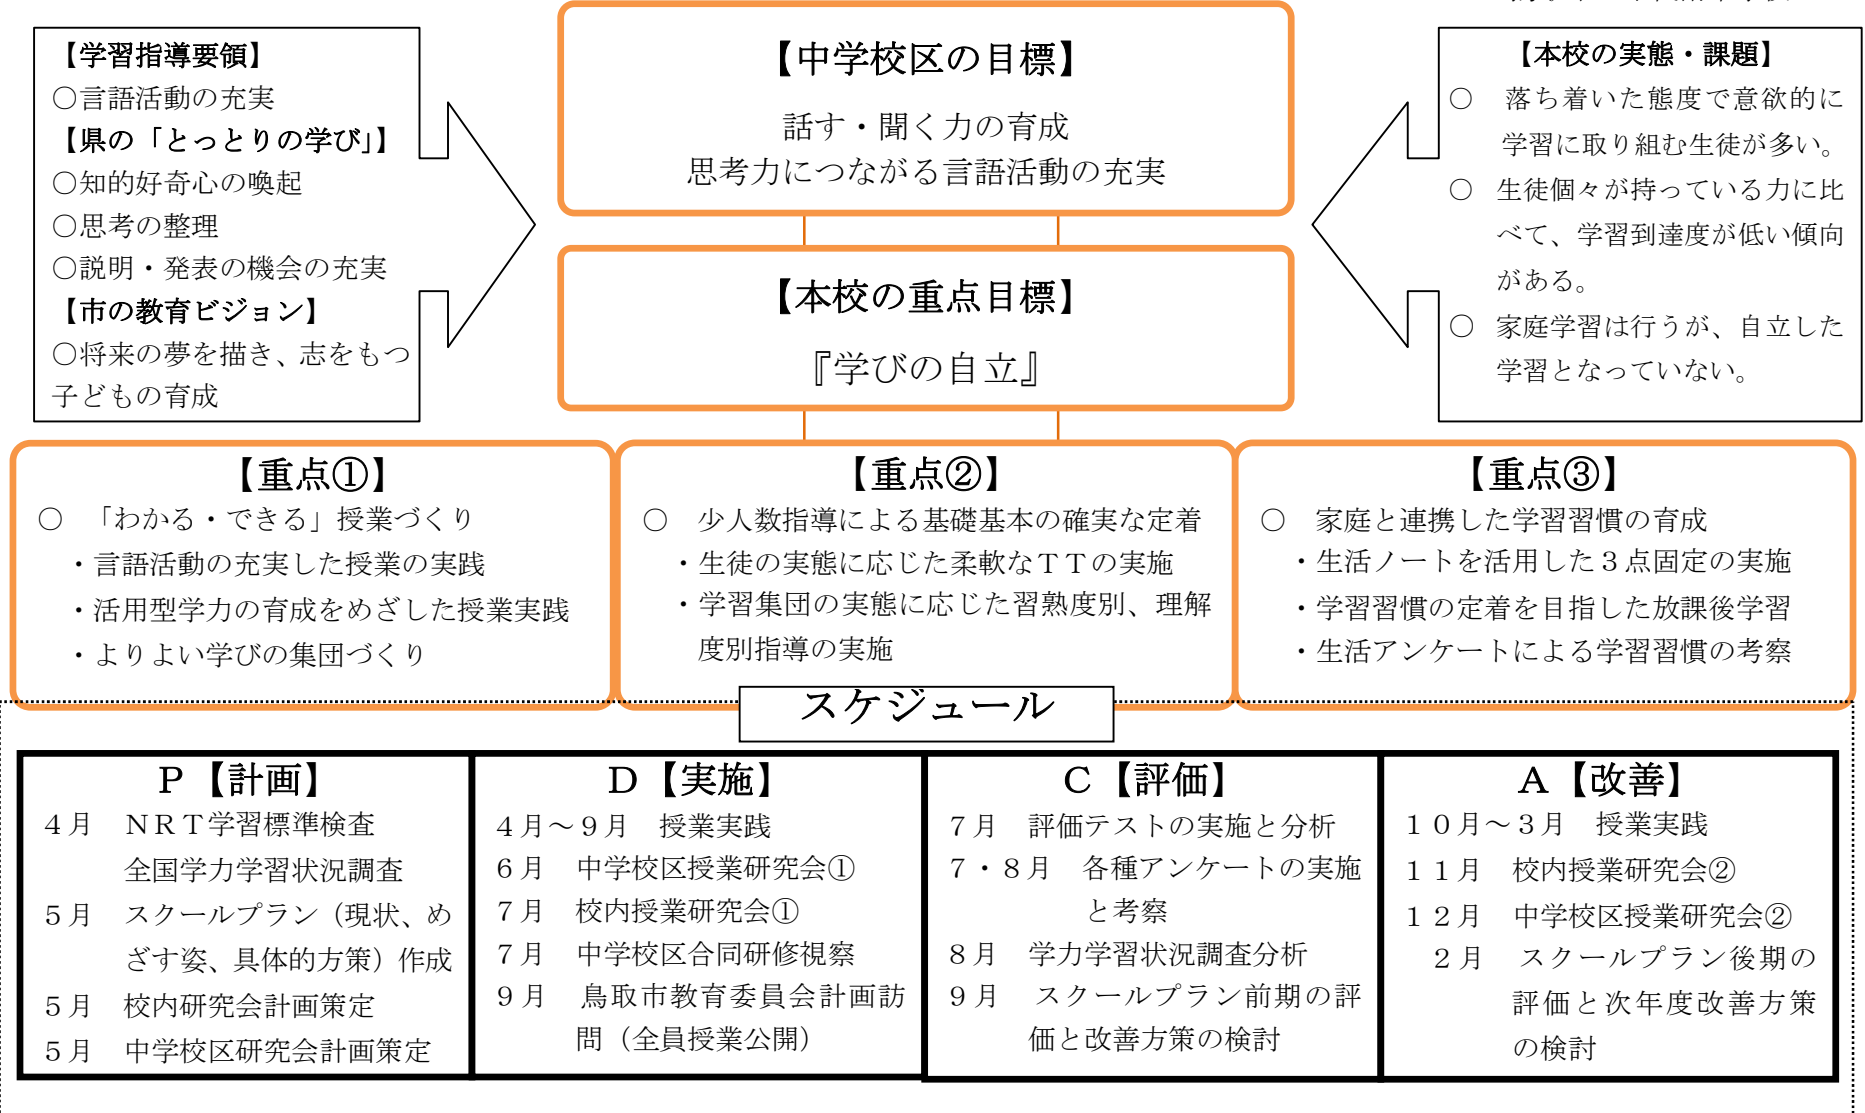 【学習指導要領】
○言語活動の充実
【県の「とっとりの学び」】
○知的好奇心の喚起
○思考の整理
○説明・発表の機会の充実
【市の教育ビジョン】
○将来の夢を描き、志をもつ
子どもの育成
【中学校区の目標】
話す・聞く力の育成
思考力につながる言語活動の充実
【本校の重点目標】
『学びの自立』
【本校の実態・課題】
○ 落ち着いた態度で意欲的に
学習に取り組む生徒が多い。
○ 生徒個々が持っている力に比
べて、学習到達度が低い傾向
がある。
○ 家庭学習は行うが、自立した
学習となっていない。
【重点①】
○ 「わかる・できる」授業づくり
・言語活動の充実した授業の実践
・活用型学力の育成をめざした授業実践
・よりよい学びの集団づくり
【重点②】
○ 少人数指導による基礎基本の確実な定着
・生徒の実態に応じた柔軟なＴＴの実施
・学習集団の実態に応じた習熟度別、理解
度別指導の実施
【重点③】
○ 家庭と連携した学習習慣の育成
・生活ノートを活用した３点固定の実施
・学習習慣の定着を目指した放課後学習
・生活アンケートによる学習習慣の考察
スケジュール
Ｐ【計画】
４月 ＮＲＴ学習標準検査
全国学力学習状況調査
５月 スクールプラン（現状、め
ざす姿、具体的方策）作成
５月 校内研究会計画策定
５月 中学校区研究会計画策定
Ｄ【実施】
４月～９月 授業実践
６月 中学校区授業研究会①
７月 校内授業研究会①
７月 中学校区合同研修視察
９月 鳥取市教育委員会計画訪
問（全員授業公開）
Ｃ【評価】
７月 評価テストの実施と分析
７・８月 各種アンケートの実施
と考察
８月 学力学習状況調査分析
９月 スクールプラン前期の評
価と改善方策の検討
Ａ【改善】
１０月～３月 授業実践
１１月 校内授業研究会②
１２月 中学校区授業研究会②
２月 スクールプラン後期の
評価と次年度改善方策
の検討